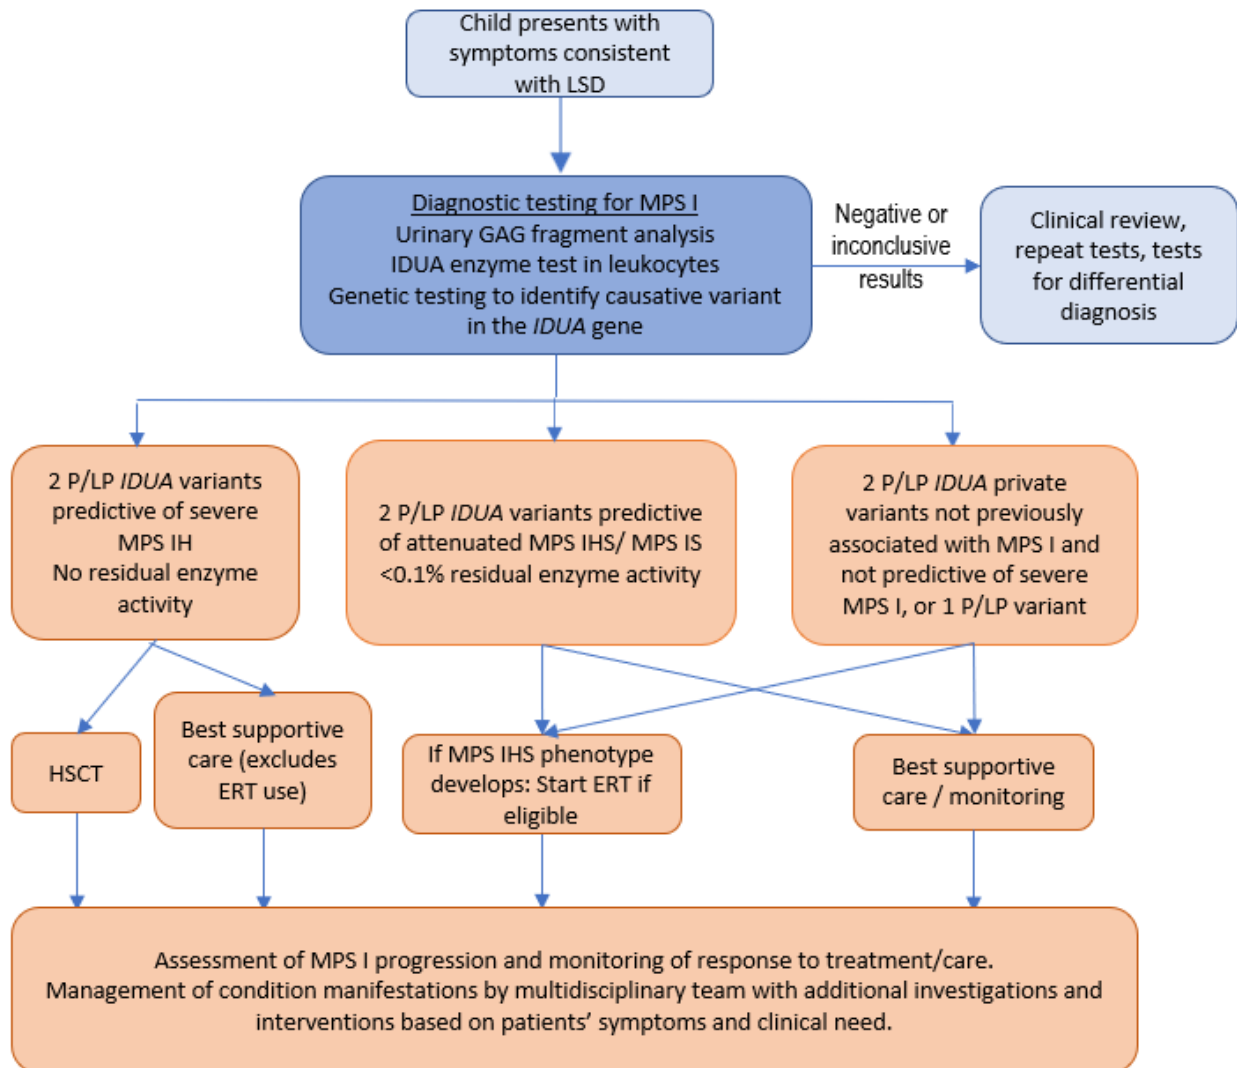 Child presents with
symptoms consistent
with LSD
Diagnostic testing for MPS I
Urinary GAG fragment analysis
IDUA enzyme test in leukocytes
Genetic testing to identify causative variant
in the IDUA gene
Negative or
inconclusive
results
Clinical review,
repeat tests, tests
for differential
diagnosis
2 P/LP IDUA variants
predictive of severe
MPS IH
No residual enzyme
activity
2 P/LP IDUA variants predictive
of attenuated MPS IHS/ MPS IS
<0.1% residual enzyme activity
2 P/LP IDUA private
variants not previously
associated with MPS I and
not predictive of severe
MPS I, or 1 P/LP variant
HSCT
Best supportive
care (excludes
ERT use)
If MPS IHS phenotype
develops: Start ERT if
eligible
Best supportive
care / monitoring
Assessment of MPS I progression and monitoring of response to treatment/care.
Management of condition manifestations by multidisciplinary team with additional investigations and
interventions based on patients’ symptoms and clinical need.